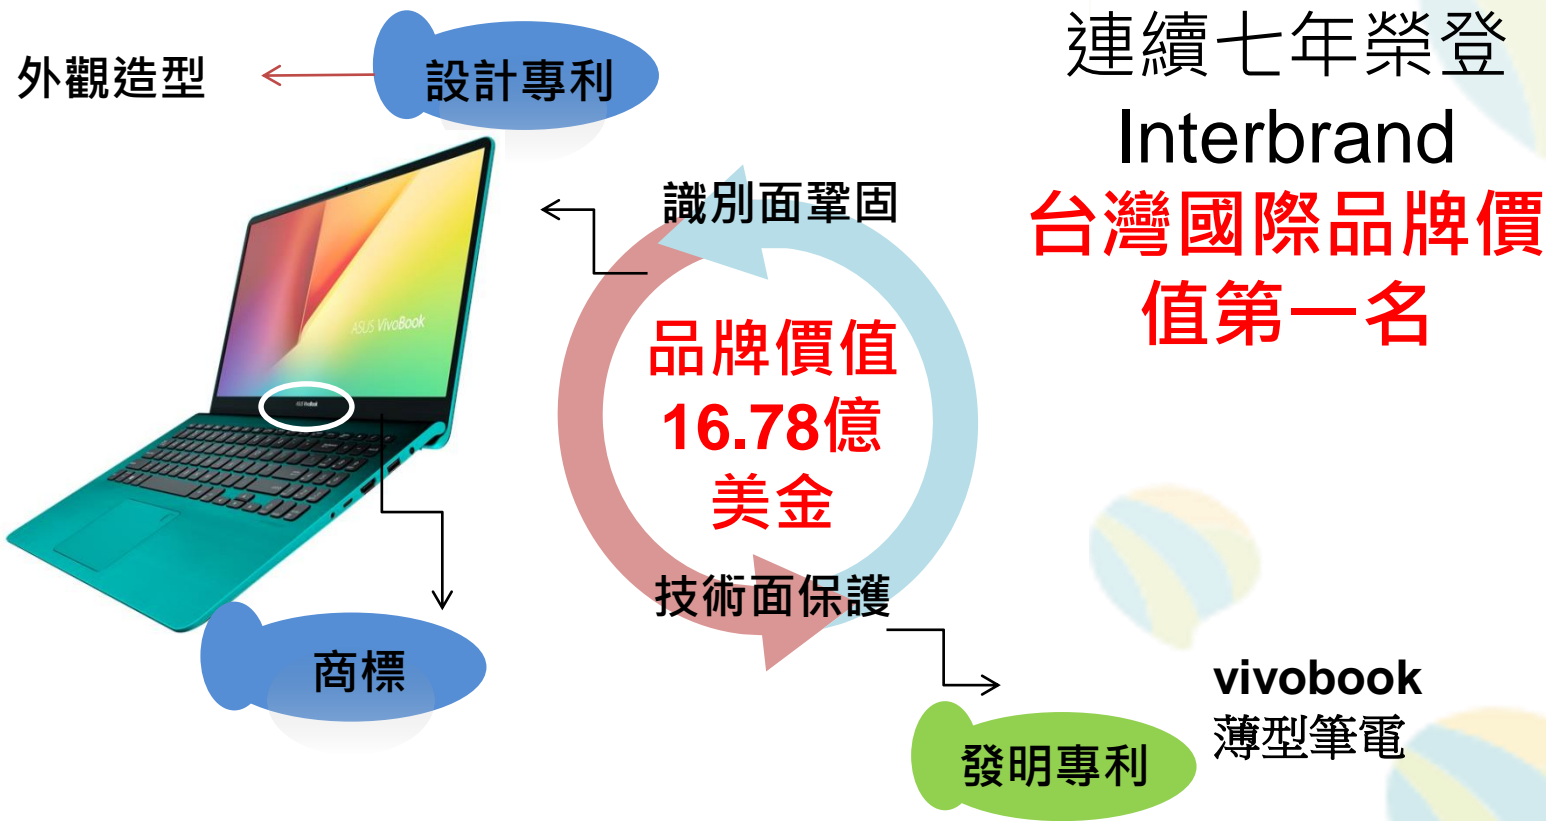 連續七年榮登
Interbrand
台灣國際品牌價
值第一名
外觀造型
設計專利
識別面鞏固
品牌價值
16.78億
美金
技術面保護
ASUS VivoBook
商標
發明專利
vivobook
薄型筆電